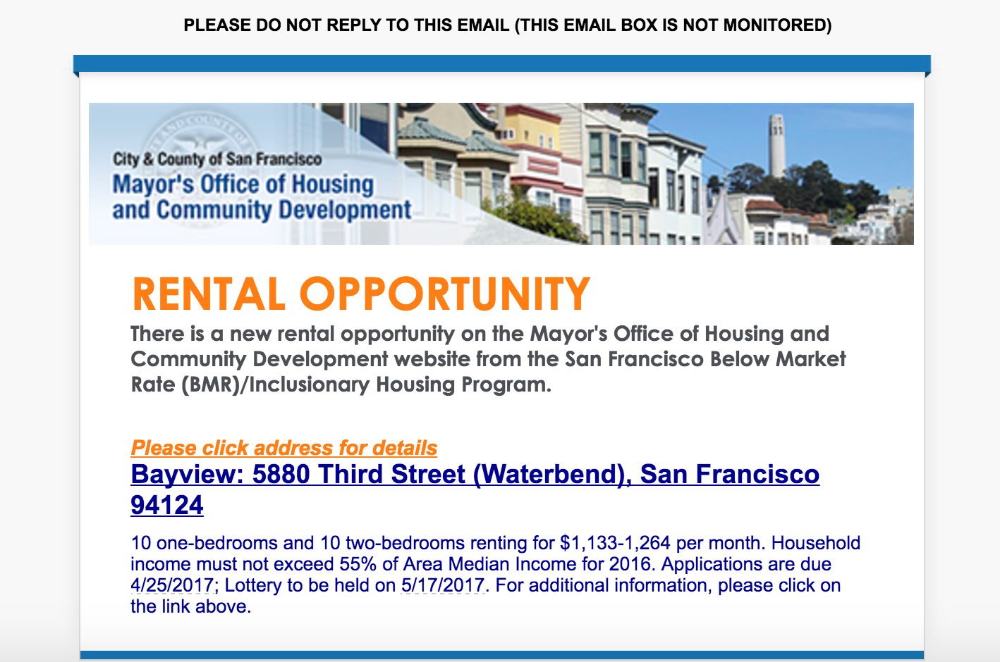 PLEASE DO NOT REPLY TO THIS EMAIL (THIS EMAIL BOX IS NOT MONITORED)
City & County of San Francisco
Mayor's Office of Housing
and Community Development
RENTAL OPPORTUNITY
There is a new rental opportunity on the Mayor's Office of Housing and
Community Development website from the San Francisco Below Market
Rate (BMR)/Inclusionary Housing Program.
Please click address for details
Bayview: 5880 Third Street (Waterbend), San Francisco
94124
10 one-bedrooms and 10 two-bedrooms renting for $1,133-1,264 per month. Household
income must not exceed 55% of Area Median Income for 2016. Applications are due
4/25/2017; Lottery to be held on 5/17/2017. For additional information, please click on
the link above.